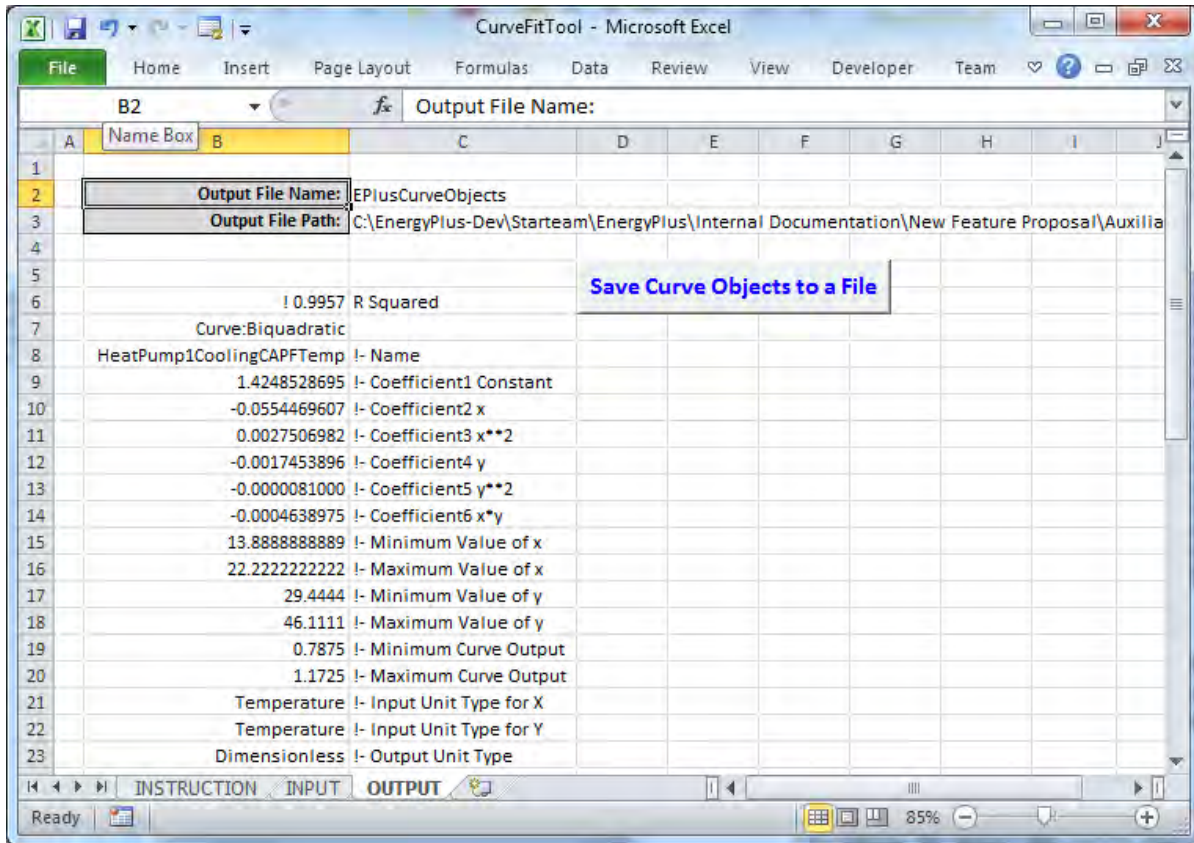 CurveFitTool - Microsoft Excel
File Home Insert Page Layout Formulas Data Review View Developer Team
B2 fx Output File Name:
Name Box
A B C D E F G H I J
1
2 Output File Name: EPlusCurveObjects
3 Output File Path: C:\EnergyPlus-Dev\Starteam\EnergyPlus\Internal Documentation\New Feature Proposal\Auxilia
4
5
Save Curve Objects to a File
6 ! 0.9957 R Squared
7 Curve:Biquadratic
8 HeatPump1CoolingCAPFTemp !- Name
9 1.4248528695 !- Coefficient1 Constant
10 -0.0554469607 !- Coefficient2 x
11 0.0027506982 !- Coefficient3 x**2
12 -0.0017453896 !- Coefficient4 y
13 -0.0000081000 !- Coefficient5 y**2
14 -0.0004638975 !- Coefficient6 x*y
15 13.8888888889 !- Minimum Value of x
16 22.2222222222 !- Maximum Value of x
17 29.4444 !- Minimum Value of y
18 46.1111 !- Maximum Value of y
19 0.7875 !- Minimum Curve Output
20 1.1725 !- Maximum Curve Output
21 Temperature !- Input Unit Type for X
22 Temperature !- Input Unit Type for Y
23 Dimensionless !- Output Unit Type
INSTRUCTION INPUT OUTPUT
Ready 85%